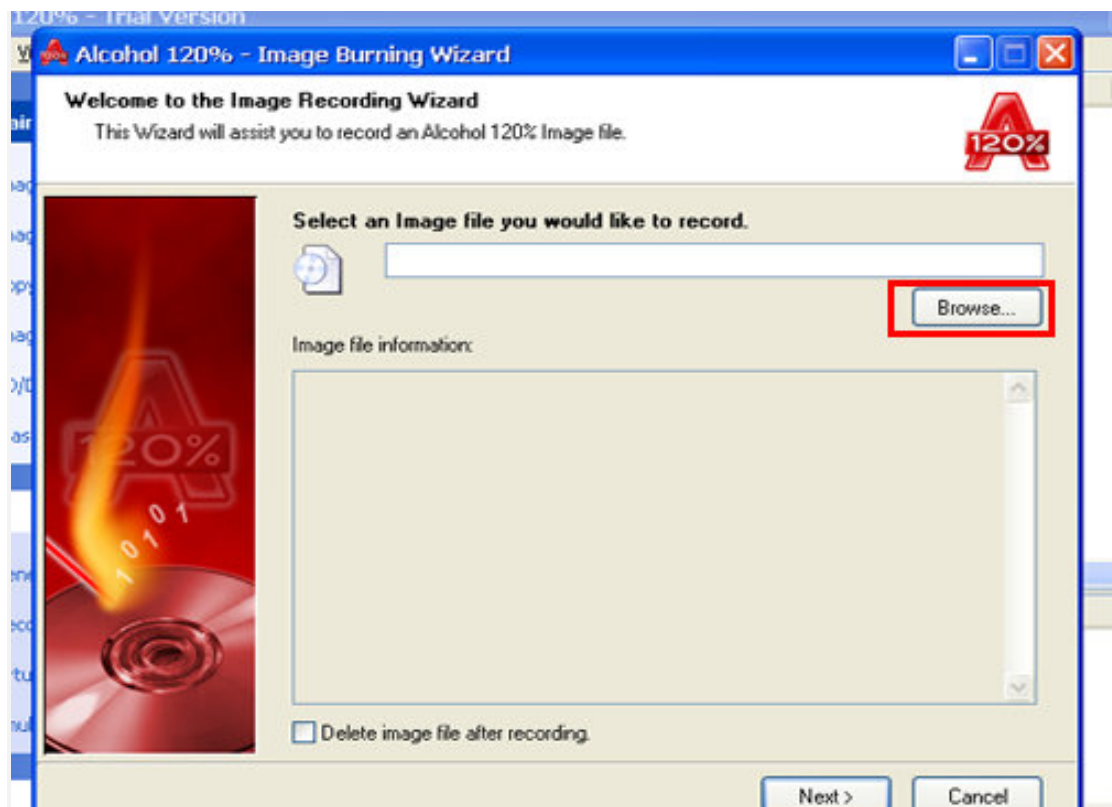 120% - Trial Version
Alcohol 120% - Image Burning Wizard
Welcome to the Image Recording Wizard
This Wizard will assist you to record an Alcohol 120% Image file.
120%
Select an Image file you would like to record.
Browse...
Image file information:
120%
1 0 1 0 1
Delete image file after recording.
Next >
Cancel